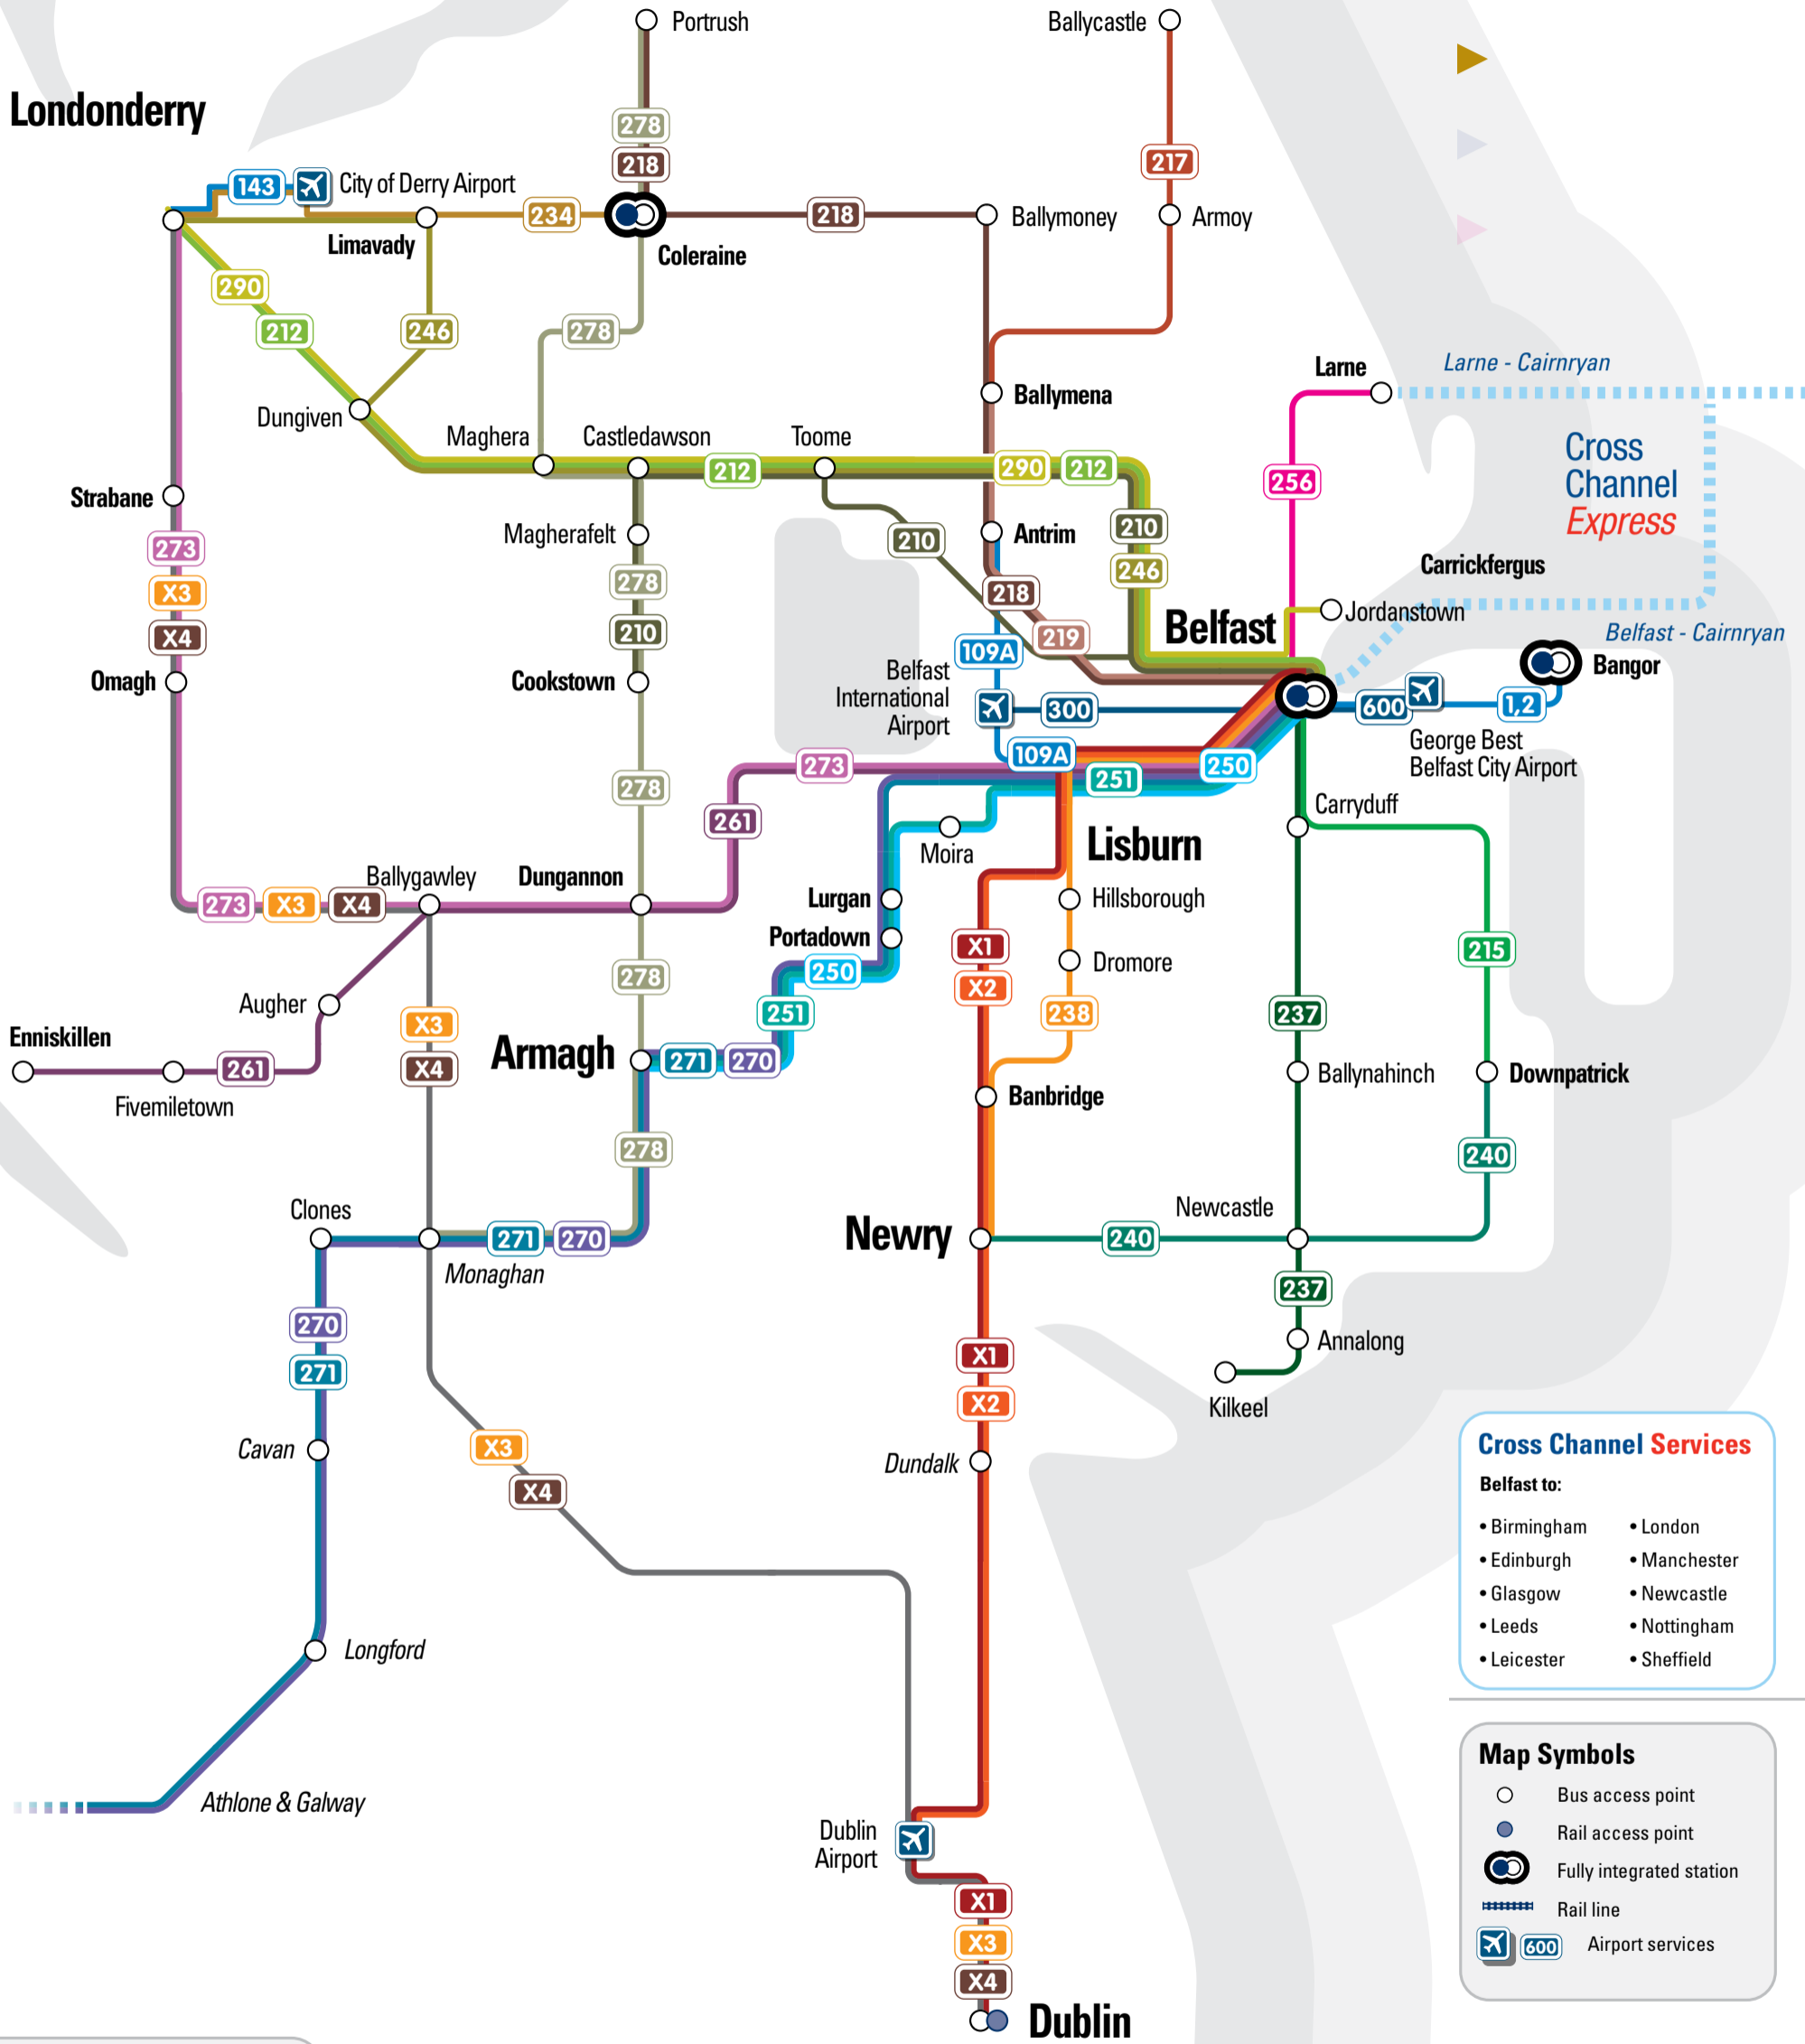 Portrush
Ballycastle
Londonderry
278
218
217
143
City of Derry Airport
234
218
Ballymoney
Armoy
Limavady
Coleraine
290
212
246
278
Larne
Larne - Cairnryan
Ballymena
Dungiven
Maghera
Castledawson
Toome
Cross
Channel
Express
212
290
212
256
Strabane
Magherafelt
210
Antrim
210
273
278
246
Carrickfergus
X3
218
Jordanstown
X4
210
219
Belfast
Belfast - Cairnryan
109A
Omagh
Cookstown
Belfast
International
Airport
Bangor
300
600
1,2
George Best
Belfast City Airport
109A
273
251
250
278
261
Carryduff
Lisburn
Moira
Ballygawley
Dungannon
273
X3
X4
Lurgan
Hillsborough
Portadown
X1
215
250
Dromore
278
X2
Augher
251
238
237
X3
Enniskillen
Armagh
271
270
261
X4
Ballynahinch
Downpatrick
Fivemiletown
Banbridge
278
240
Clones
Newcastle
Newry
271
270
240
Monaghan
237
270
X1
Annalong
271
X2
Kilkeel
Cavan
X3
Dundalk
X4
Longford
Athlone & Galway
Dublin
Airport
X1
X3
X4
Dublin
Cross Channel Services
Belfast to:
• Birmingham
• London
• Edinburgh
• Manchester
• Glasgow
• Newcastle
• Leeds
• Nottingham
• Leicester
• Sheffield
Map Symbols
Bus access point
Rail access point
Fully integrated station
Rail line
600
Airport services